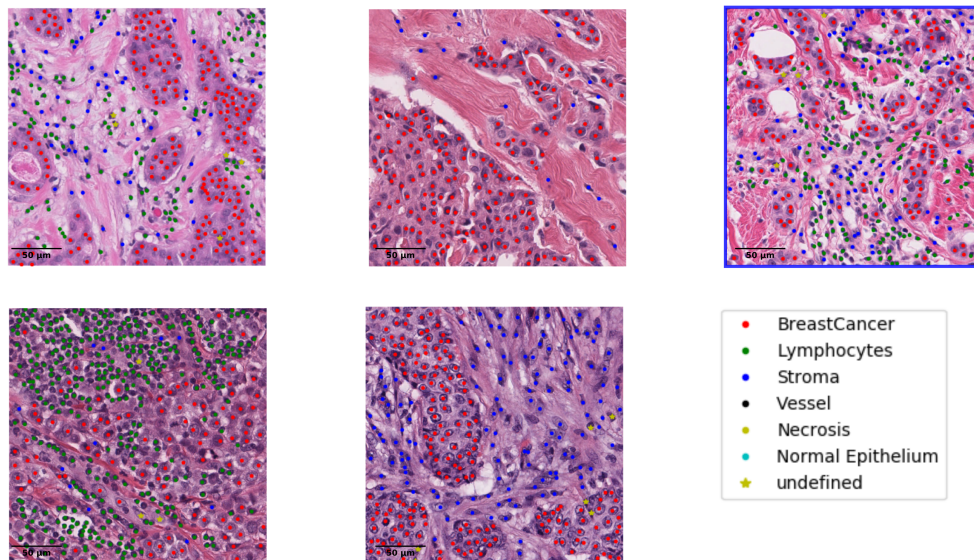 50 µm
50 µm
50 µm
50 µm
50 µm
BreastCancer
Lymphocytes
Stroma
Vessel
Necrosis
Normal Epithelium
undefined